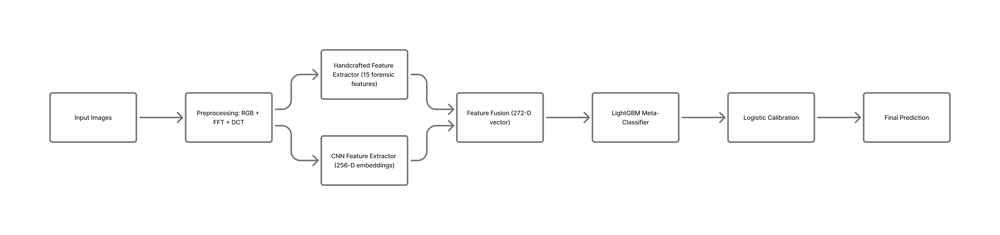 Input Images
Preprocessing: RGB +
FFT + DCT
Handcrafted Feature
Extractor (15 forensic
features)
CNN Feature Extractor
(256-D embeddings)
Feature Fusion (272-D
vector)
LightGBM Meta-
Classifier
Logistic Calibration
Final Prediction